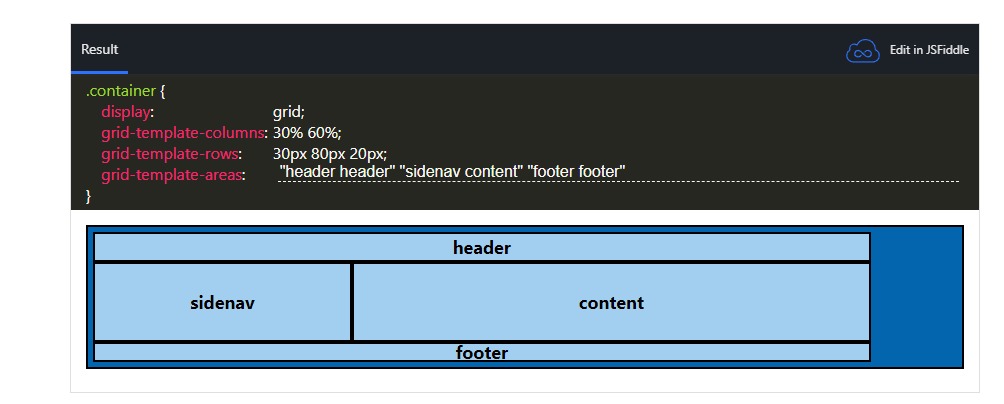 Result
Edit in JSFiddle
.container {
display: grid;
grid-template-columns: 30% 60%;
grid-template-rows: 30px 80px 20px;
grid-template-areas: "header header" "sidenav content" "footer footer"
}
header
sidenav content
footer